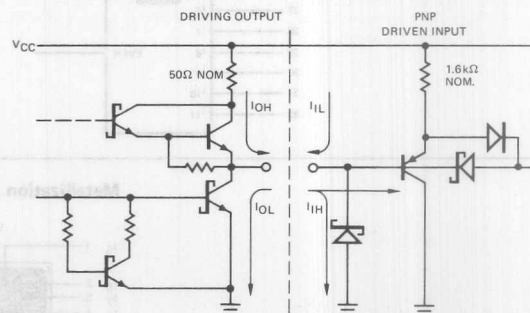 DRIVING OUTPUT
PNP
DRIVEN INPUT
VCC
50Ω NOM
1.6kΩ
NOM.
IOH
IIL
IOL
IIH